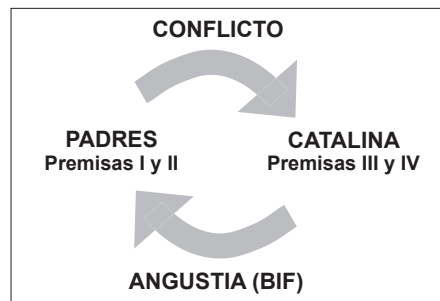 CONFLICTO
PADRES
Premisas I y II
CATALINA
Premisas III y IV
ANGUSTIA (BIF)